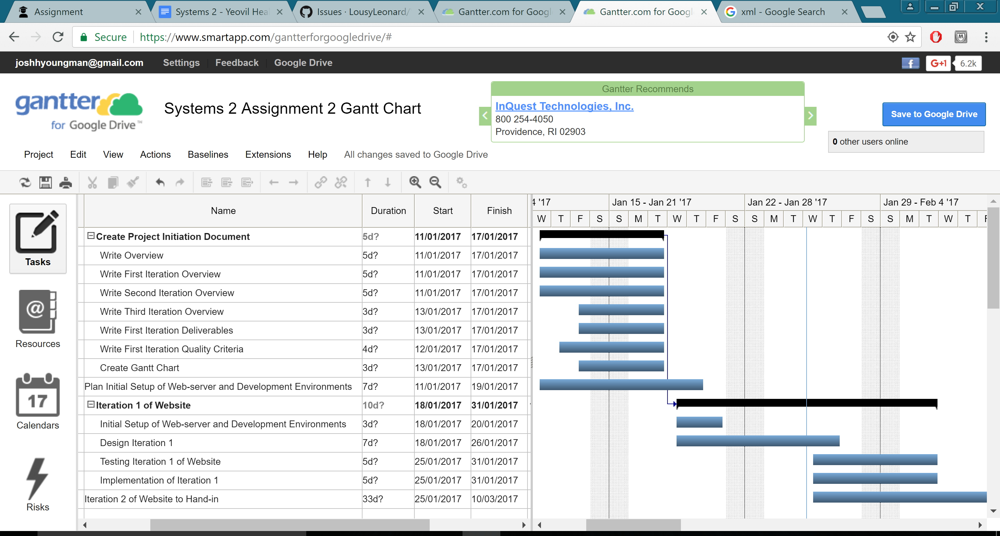 Assignment
Systems 2 - Yeovil Hea
Issues · LousyLeonard/
Gantter.com for Googl
Gantter.com for Googl
xml - Google Search
Secure https://www.smartapp.com/gantterforgoogledrive/#
joshhyoungman@gmail.com Settings Feedback Google Drive
f G+1 6.2k
gantter
for Google Drive™
Systems 2 Assignment 2 Gantt Chart
Gantter Recommends
InQuest Technologies, Inc.
800 254-4050
Providence, RI 02903
Save to Google Drive
0 other users online
Project Edit View Actions Baselines Extensions Help All changes saved to Google Drive
Tasks
@
Resources
17
Calendars
Risks
Name Duration Start Finish
4 '17 Jan 15 - Jan 21 '17 Jan 22 - Jan 28 '17 Jan 29 - Feb 4 '17
W T F S S M T W T F S S M T W T F S S M T W T F
Create Project Initiation Document 5d? 11/01/2017 17/01/2017
Write Overview 5d? 11/01/2017 17/01/2017
Write First Iteration Overview 5d? 11/01/2017 17/01/2017
Write Second Iteration Overview 5d? 11/01/2017 17/01/2017
Write Third Iteration Overview 3d? 13/01/2017 17/01/2017
Write First Iteration Deliverables 3d? 13/01/2017 17/01/2017
Write First Iteration Quality Criteria 4d? 12/01/2017 17/01/2017
Create Gantt Chart 3d? 13/01/2017 17/01/2017
Plan Initial Setup of Web-server and Development Environments 7d? 11/01/2017 19/01/2017
Iteration 1 of Website 10d? 18/01/2017 31/01/2017
Initial Setup of Web-server and Development Environments 3d? 18/01/2017 20/01/2017
Design Iteration 1 7d? 18/01/2017 26/01/2017
Testing Iteration 1 of Website 5d? 25/01/2017 31/01/2017
Implementation of Iteration 1 5d? 25/01/2017 31/01/2017
Iteration 2 of Website to Hand-in 33d? 25/01/2017 10/03/2017